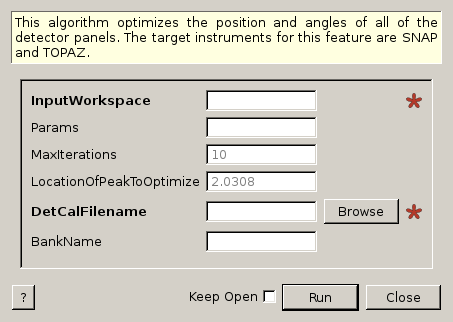 This algorithm optimizes the position and angles of all of the
detector panels. The target instruments for this feature are SNAP
and TOPAZ.
InputWorkspace
Params
MaxIterations 10
LocationOfPeakToOptimize 2.0308
DetCalFilename Browse
BankName
? Keep Open Run Close